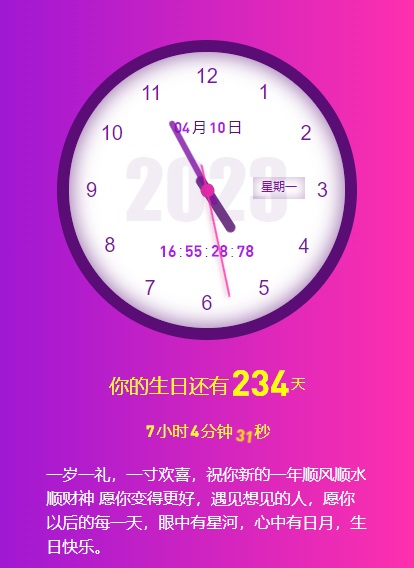 12
11
1
10
2
9
3
8
4
7
5
6
04月10日
2023
星期一
16:55:28:78
你的生日还有234天
7小时4分钟31秒
一岁一礼，一寸欢喜，祝你新的一年顺风顺水
顺财神 愿你变得更好，遇见想见的人，愿你
以后的每一天，眼中有星河，心中有日月，生
日快乐。